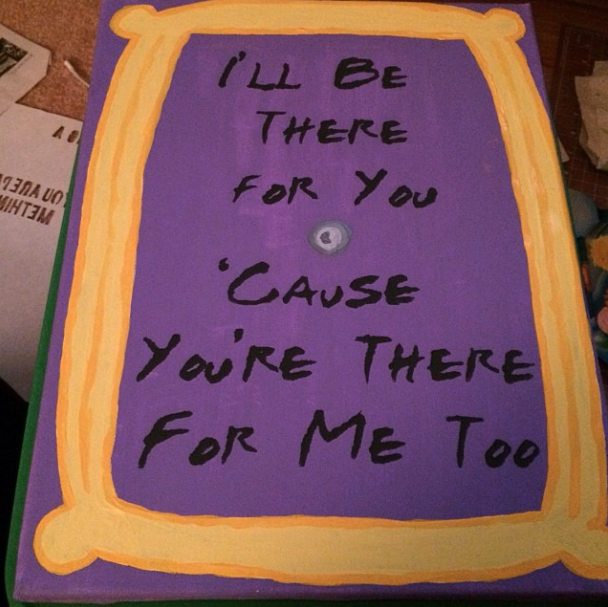 I'LL BE
THERE
FOR YOU
'CAUSE
YOU'RE THERE
FOR ME TOO